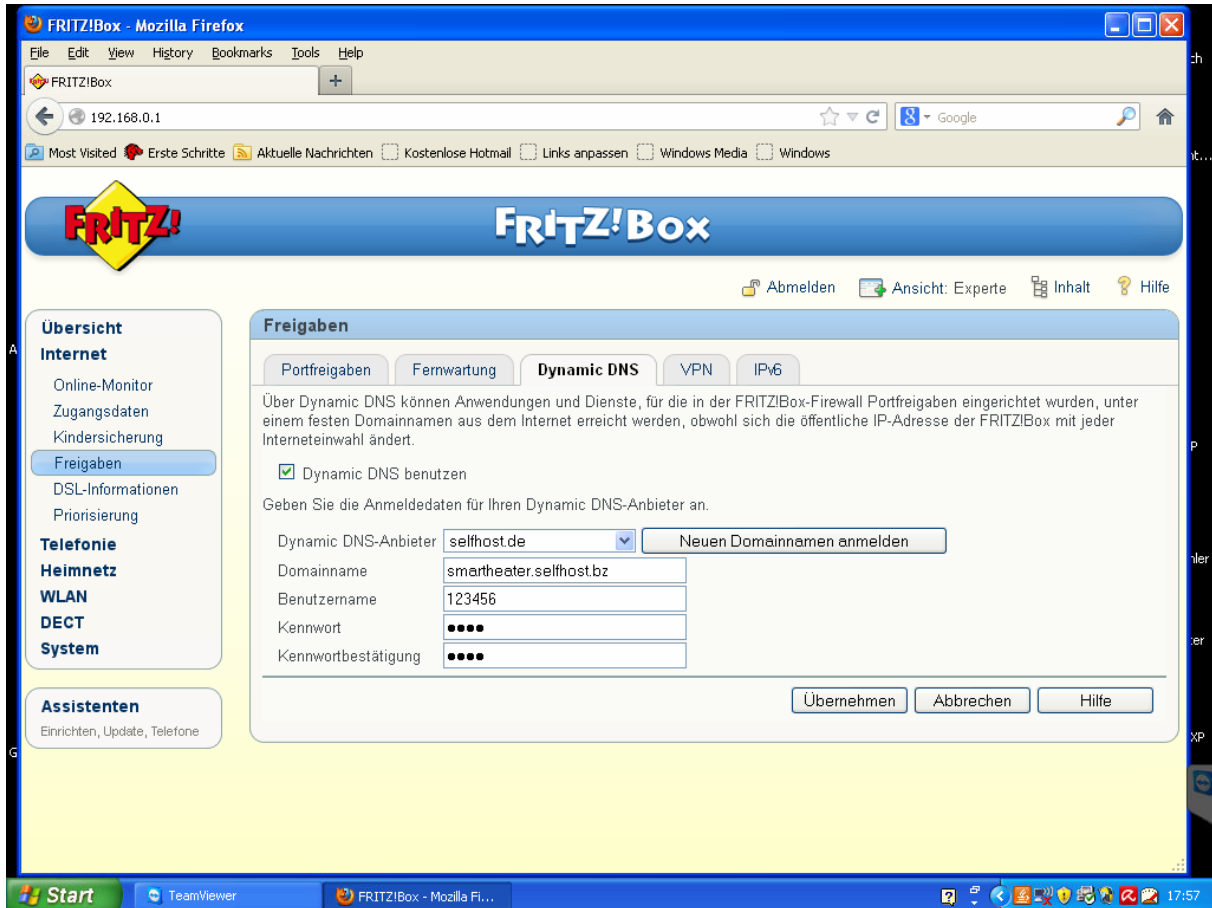 FRITZ!Box - Mozilla Firefox
File Edit View History Bookmarks Tools Help
FRITZ!Box +
192.168.0.1
Google
Most Visited Erste Schritte Aktuelle Nachrichten Kostenlose Hotmail Links anpassen Windows Media Windows
FRITZ!
FRITZ!Box
Abmelden Ansicht: Experte Inhalt Hilfe
Übersicht
Internet
Online-Monitor
Zugangsdaten
Kindersicherung
Freigaben
DSL-Informationen
Priorisierung
Telefonie
Heimnetz
WLAN
DECT
System
Assistenten
Einrichten, Update, Telefone
Freigaben
Portfreigaben Fernwartung Dynamic DNS VPN IPv6
Über Dynamic DNS können Anwendungen und Dienste, für die in der FRITZ!Box-Firewall Portfreigaben eingerichtet wurden, unter
einem festen Domainnamen aus dem Internet erreicht werden, obwohl sich die öffentliche IP-Adresse der FRITZ!Box mit jeder
Interneteinwahl ändert.
Dynamic DNS benutzen
Geben Sie die Anmeldedaten für Ihren Dynamic DNS-Anbieter an.
Dynamic DNS-Anbieter selfhost.de Neuen Domainnamen anmelden
Domainname smartheater.selfhost.bz
Benutzername 123456
Kennwort ••••
Kennwortbestätigung ••••
Übernehmen Abbrechen Hilfe
Start TeamViewer FRITZ!Box - Mozilla Fi... 17:57